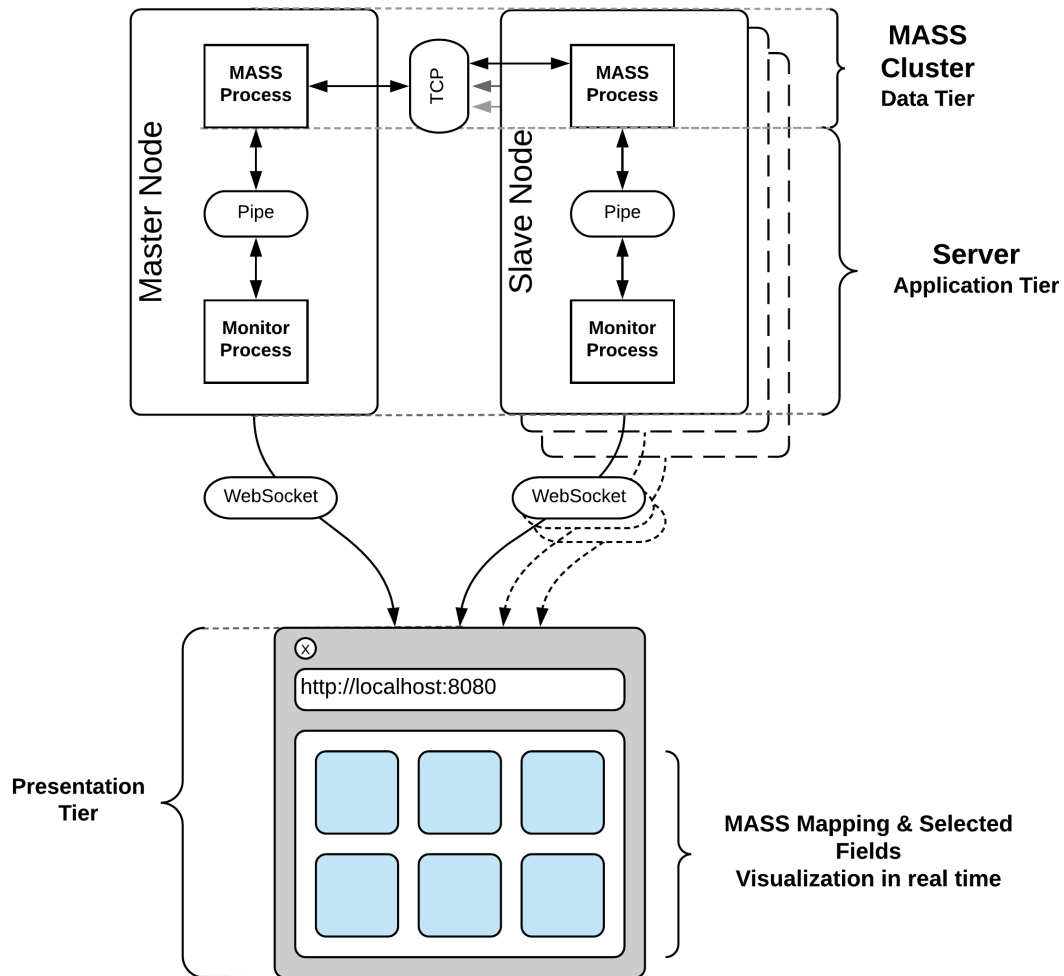 MASS
Cluster
Data Tier
Master Node
MASS
Process
TCP
Slave Node
MASS
Process
Pipe
Pipe
Server
Application Tier
Monitor
Process
Monitor
Process
WebSocket
WebSocket
X
http://localhost:8080
Presentation
Tier
MASS Mapping & Selected
Fields
Visualization in real time